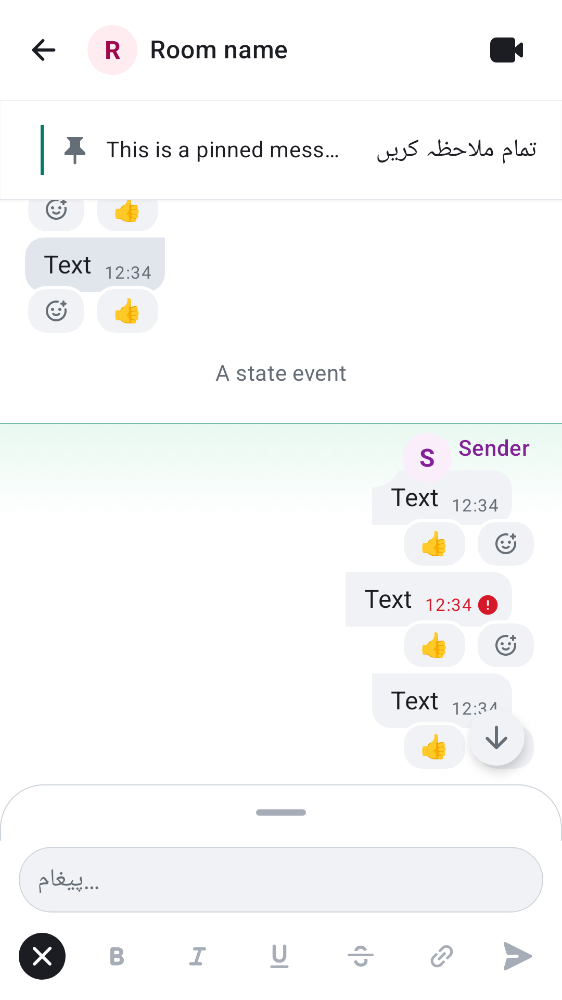 R Room name
This is a pinned mess... تمام ملاحظہ کریں
Text 12:34
A state event
S Sender
Text 12:34
Text 12:34
Text 12:34
پیغام...
B I U S